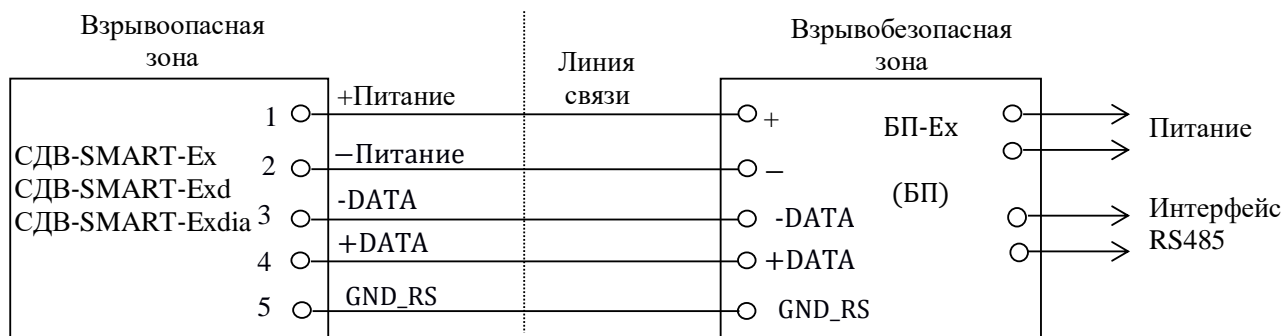 Взрывоопасная
зона
Линия
связи
Взрывобезопасная
зона
СДВ-SMART-Ex
СДВ-SMART-Exd
СДВ-SMART-Exdia
1
2
3
4
5
+Питание
−Питание
-DATA
+DATA
GND_RS
+
−
-DATA
+DATA
GND_RS
БП-Ex
(БП)
Питание
Интерфейс
RS485